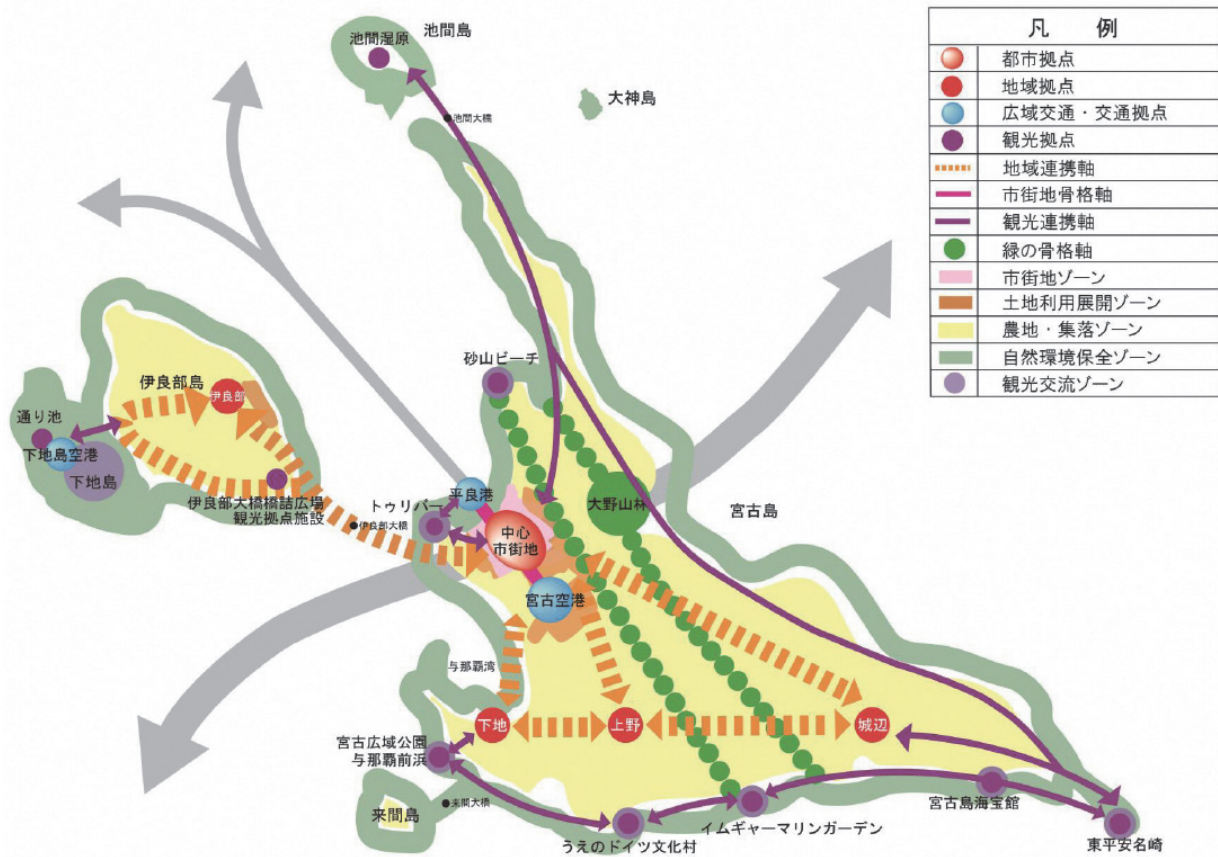 凡 例
都市拠点
地域拠点
広域交通・交通拠点
観光拠点
地域連携軸
市街地骨格軸
観光連携軸
緑の骨格軸
市街地ゾーン
土地利用展開ゾーン
農地・集落ゾーン
自然環境保全ゾーン
観光交流ゾーン
池間島
池間湿原
大神島
●池間大橋
砂山ビーチ
伊良部島
伊良部
通り池
下地島空港
下地島
伊良部大橋橋詰広場
観光拠点施設
●伊良部大橋
トゥリバー
平良港
中心
市街地
大野山林
宮古島
宮古空港
与那覇湾
下地
上野
城辺
宮古広域公園
与那覇前浜
●来間大橋
来間島
うえのドイツ文化村
イムギャーマリンガーデン
宮古島海宝館
東平安名崎